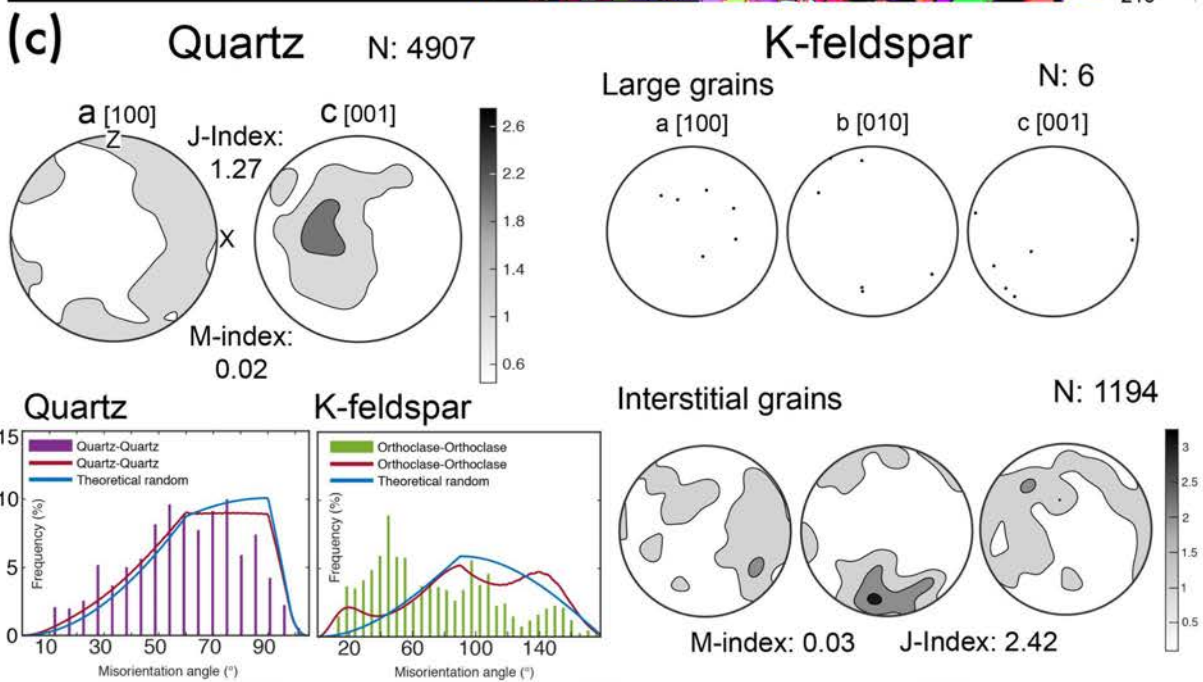 (c)
Quartz N: 4907
a [100]
Z
X
J-Index:
1.27
c [001]
M-index:
0.02
2.6
2.2
1.8
1.4
1
0.6
K-feldspar
Large grains
N: 6
a [100] b [010] c [001]
Quartz
15
10
5
0
Frequency (%)
Quartz-Quartz
Quartz-Quartz
Theoretical random
10 30 50 70 90
Misorientation angle (°)
K-feldspar
Frequency (%)
Orthoclase-Orthoclase
Orthoclase-Orthoclase
Theoretical random
20 60 100 140
Misorientation angle (°)
Interstitial grains N: 1194
3
2.5
2
1.5
1
0.5
M-index: 0.03 J-Index: 2.42